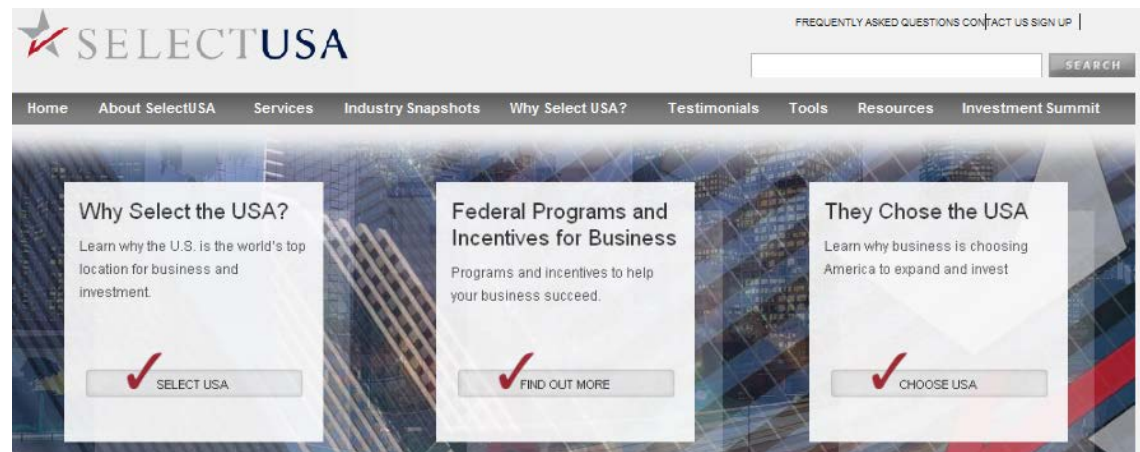 FREQUENTLY ASKED QUESTIONS CONTACT US SIGN UP
SELECTUSA
SEARCH
Home About SelectUSA Services Industry Snapshots Why Select USA? Testimonials Tools Resources Investment Summit
Why Select the USA?
Learn why the U.S. is the world's top
location for business and
investment.
SELECT USA
Federal Programs and
Incentives for Business
Programs and incentives to help
your business succeed.
FIND OUT MORE
They Chose the USA
Learn why business is choosing
America to expand and invest
CHOOSE USA